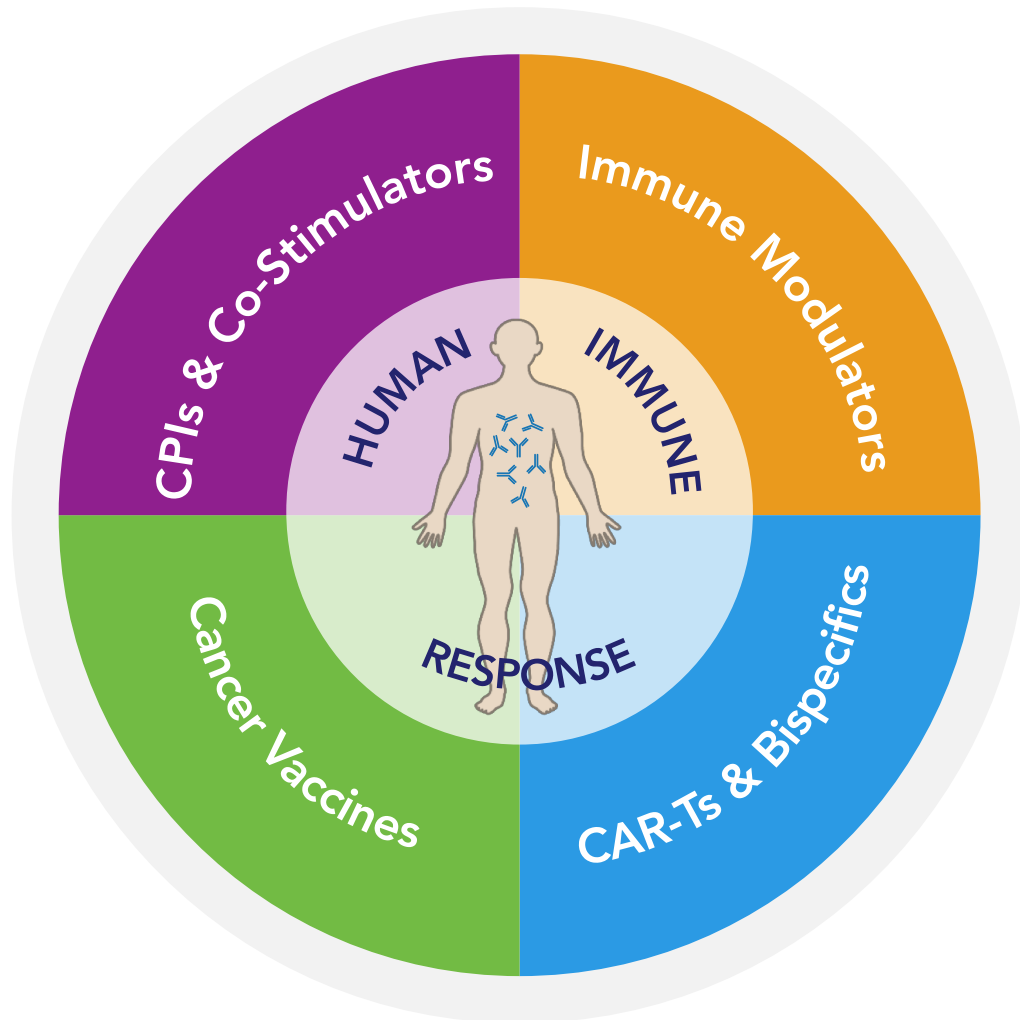 CPIs & Co-Stimulators
Immune Modulators
HUMAN
IMMUNE
RESPONSE
Cancer Vaccines
CAR-Ts & Bispecifics